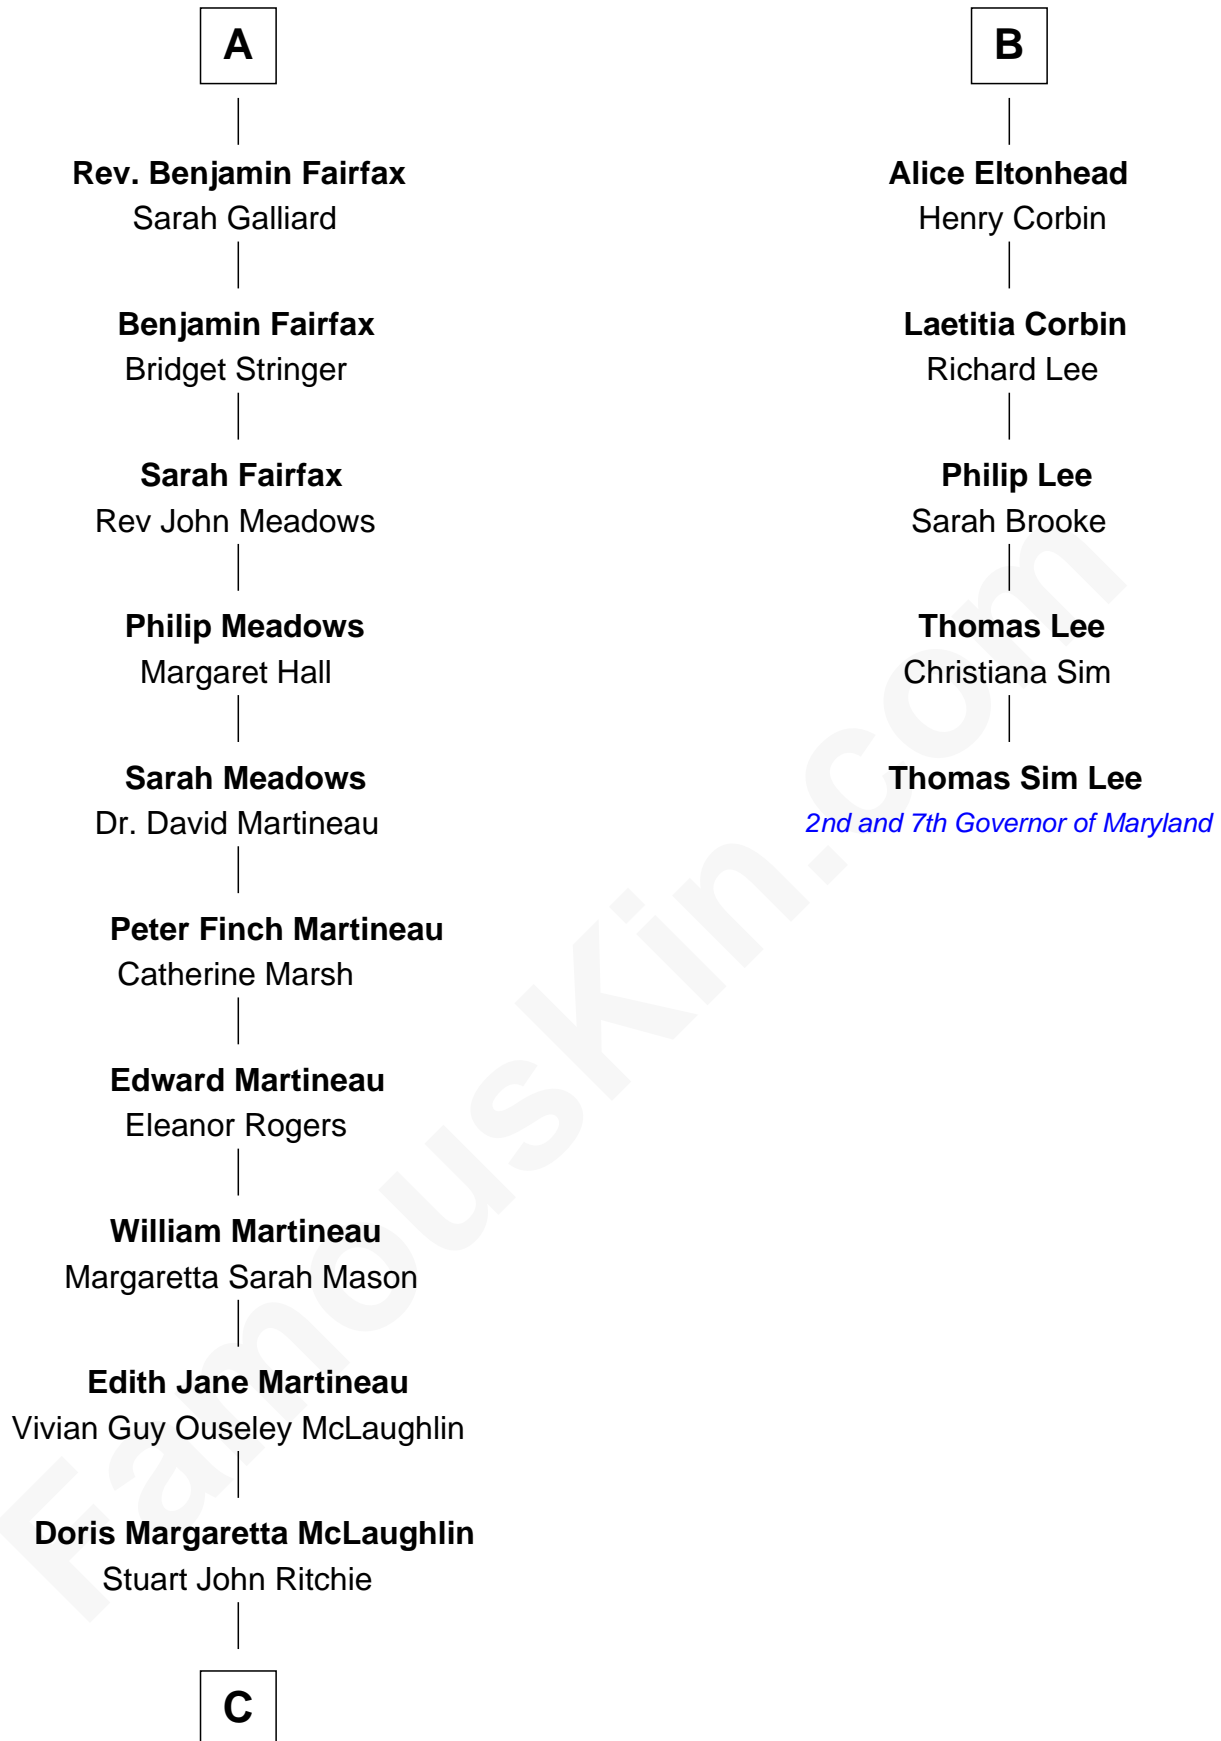 A
Rev. Benjamin Fairfax
Sarah Galliard
Benjamin Fairfax
Bridget Stringer
Sarah Fairfax
Rev John Meadows
Philip Meadows
Margaret Hall
Sarah Meadows
Dr. David Martineau
Peter Finch Martineau
Catherine Marsh
Edward Martineau
Eleanor Rogers
William Martineau
Margaretta Sarah Mason
Edith Jane Martineau
Vivian Guy Ouseley McLaughlin
Doris Margaretta McLaughlin
Stuart John Ritchie
C
B
Alice Eltonhead
Henry Corbin
Laetitia Corbin
Richard Lee
Philip Lee
Sarah Brooke
Thomas Lee
Christiana Sim
Thomas Sim Lee
2nd and 7th Governor of Maryland
FamousKin.com